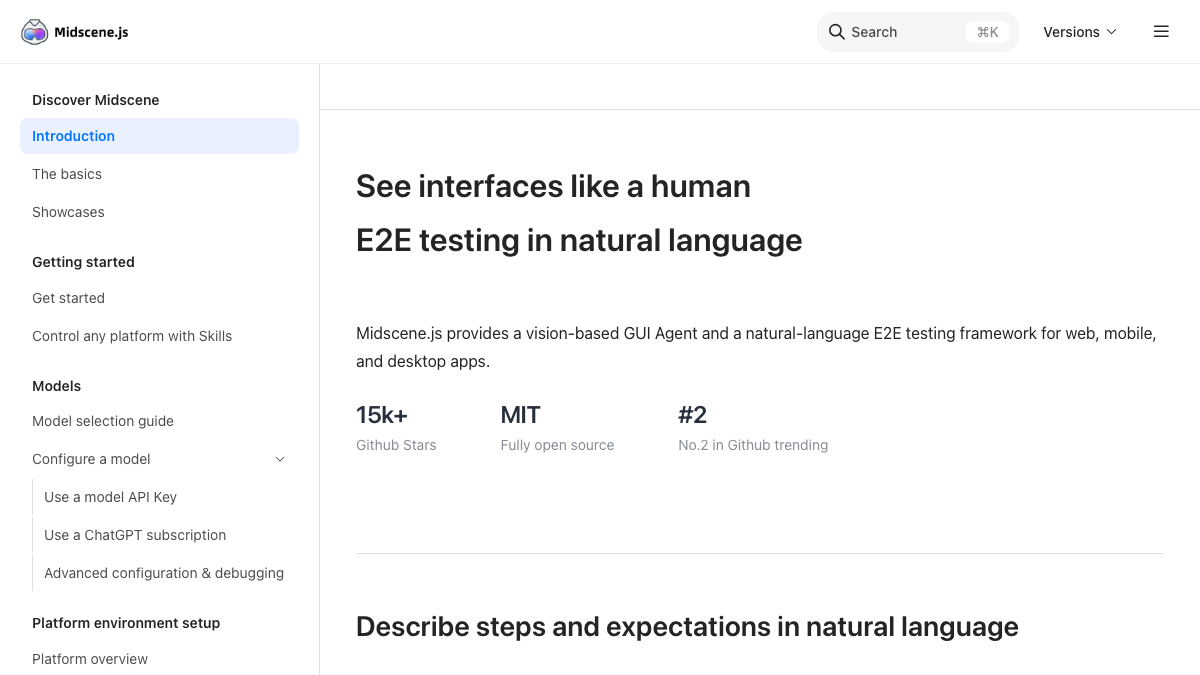 Midscene.js
Search
⌘K
Versions
Discover Midscene
Introduction
The basics
Showcases
Getting started
Get started
Control any platform with Skills
Models
Model selection guide
Configure a model
Use a model API Key
Use a ChatGPT subscription
Advanced configuration & debugging
Platform environment setup
Platform overview
See interfaces like a human
E2E testing in natural language
Midscene.js provides a vision-based GUI Agent and a natural-language E2E testing framework for web, mobile,
and desktop apps.
15k+
Github Stars
MIT
Fully open source
#2
No.2 in Github trending
Describe steps and expectations in natural language